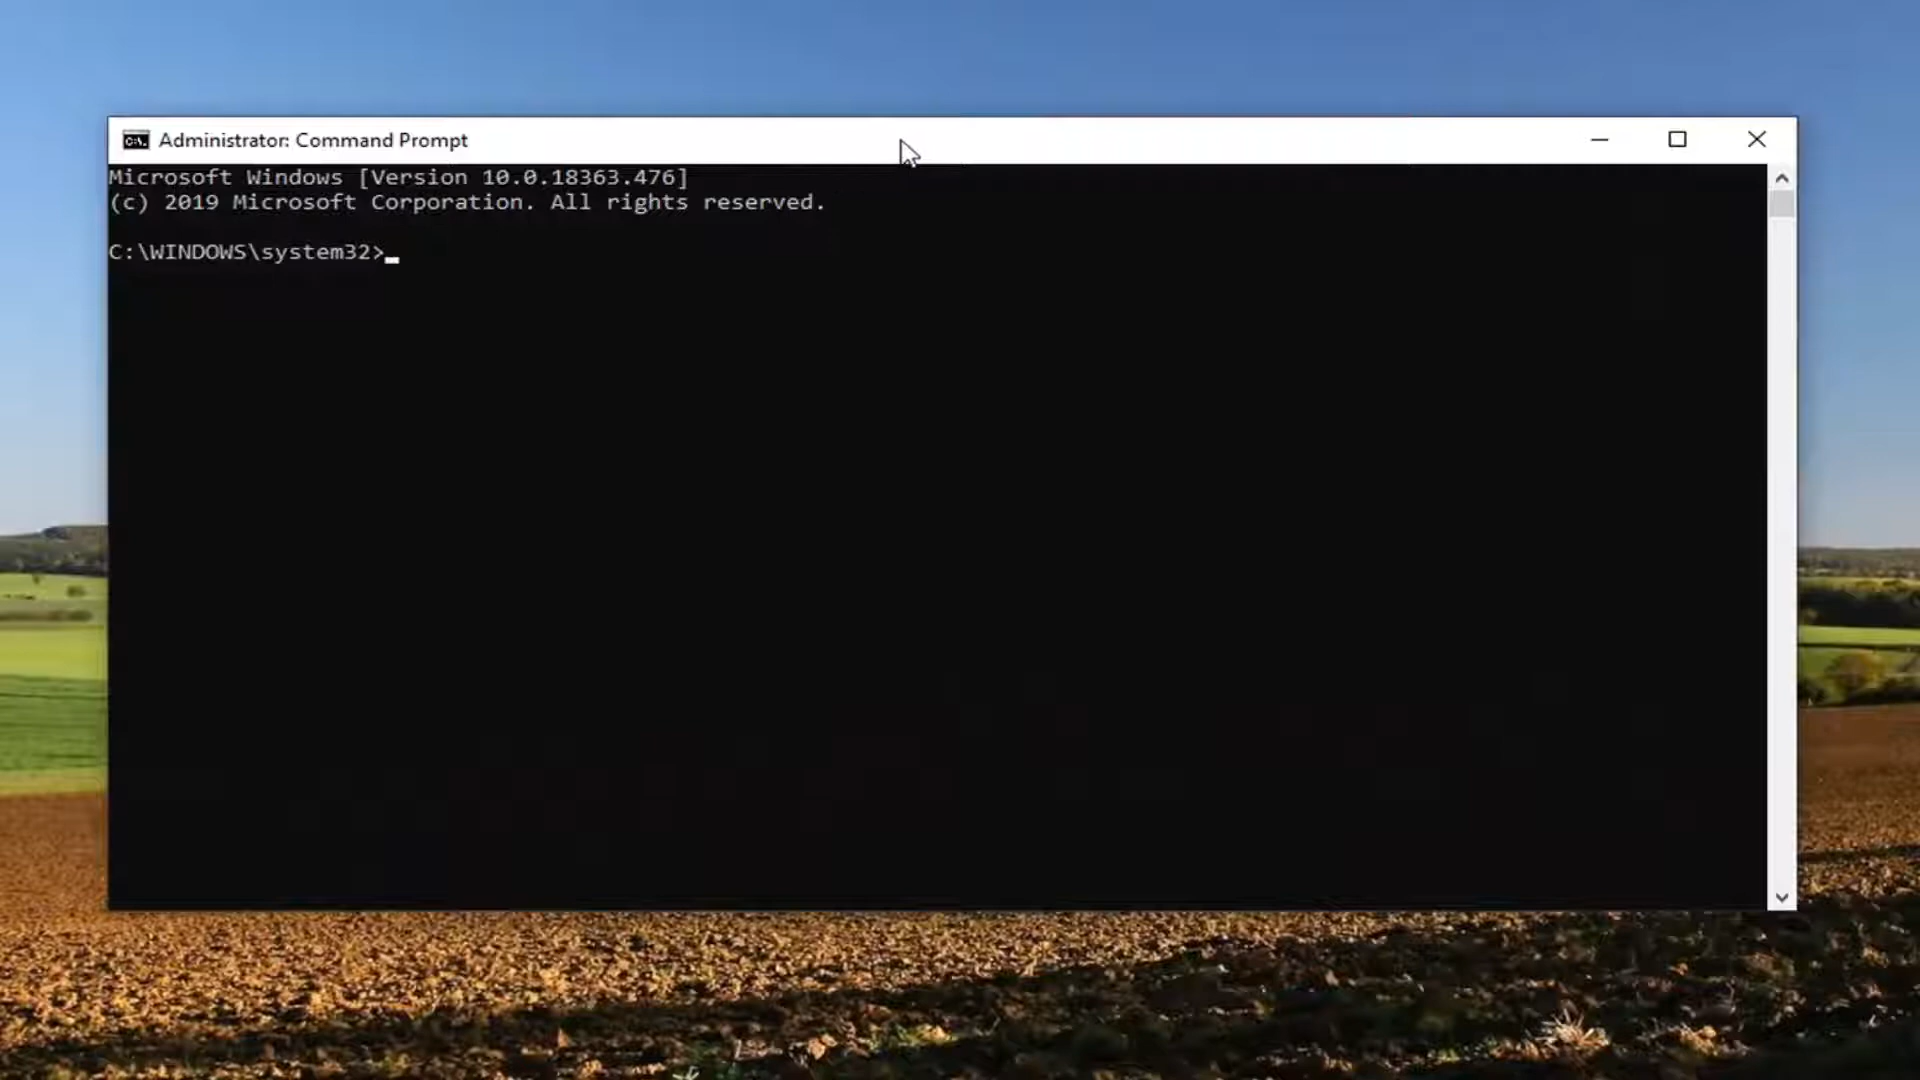 Administrator: Command Prompt
Microsoft Windows [Version 10.0.18363.476]
(c) 2019 Microsoft Corporation. All rights reserved.
C:\WINDOWS\system32>